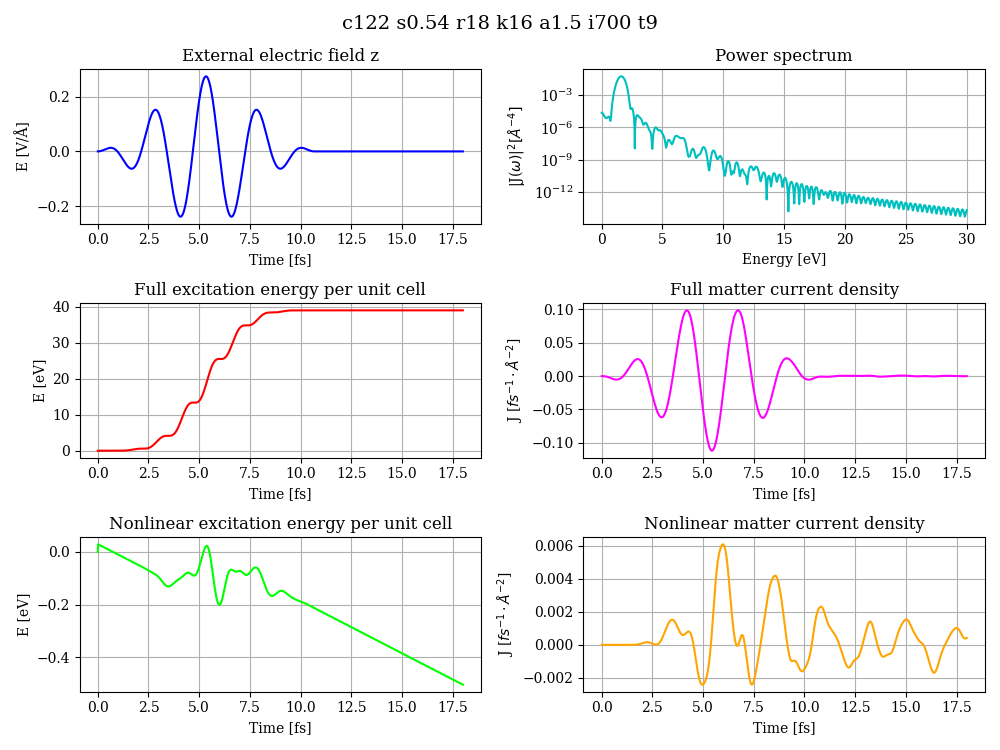 c122 s0.54 r18 k16 a1.5 i700 t9
External electric field z
E [V/Å]
0.2
0.0
−0.2
0.0 2.5 5.0 7.5 10.0 12.5 15.0 17.5
Time [fs]
Power spectrum
|J(ω)|² [Å⁻⁴]
10⁻³
10⁻⁶
10⁻⁹
10⁻¹²
0 5 10 15 20 25 30
Energy [eV]
Full excitation energy per unit cell
E [eV]
40
30
20
10
0
0.0 2.5 5.0 7.5 10.0 12.5 15.0 17.5
Time [fs]
Full matter current density
J [fs⁻¹ · Å⁻²]
0.10
0.05
0.00
−0.05
−0.10
0.0 2.5 5.0 7.5 10.0 12.5 15.0 17.5
Time [fs]
Nonlinear excitation energy per unit cell
E [eV]
0.0
−0.2
−0.4
0.0 2.5 5.0 7.5 10.0 12.5 15.0 17.5
Time [fs]
Nonlinear matter current density
J [fs⁻¹ · Å⁻²]
0.006
0.004
0.002
0.000
−0.002
0.0 2.5 5.0 7.5 10.0 12.5 15.0 17.5
Time [fs]